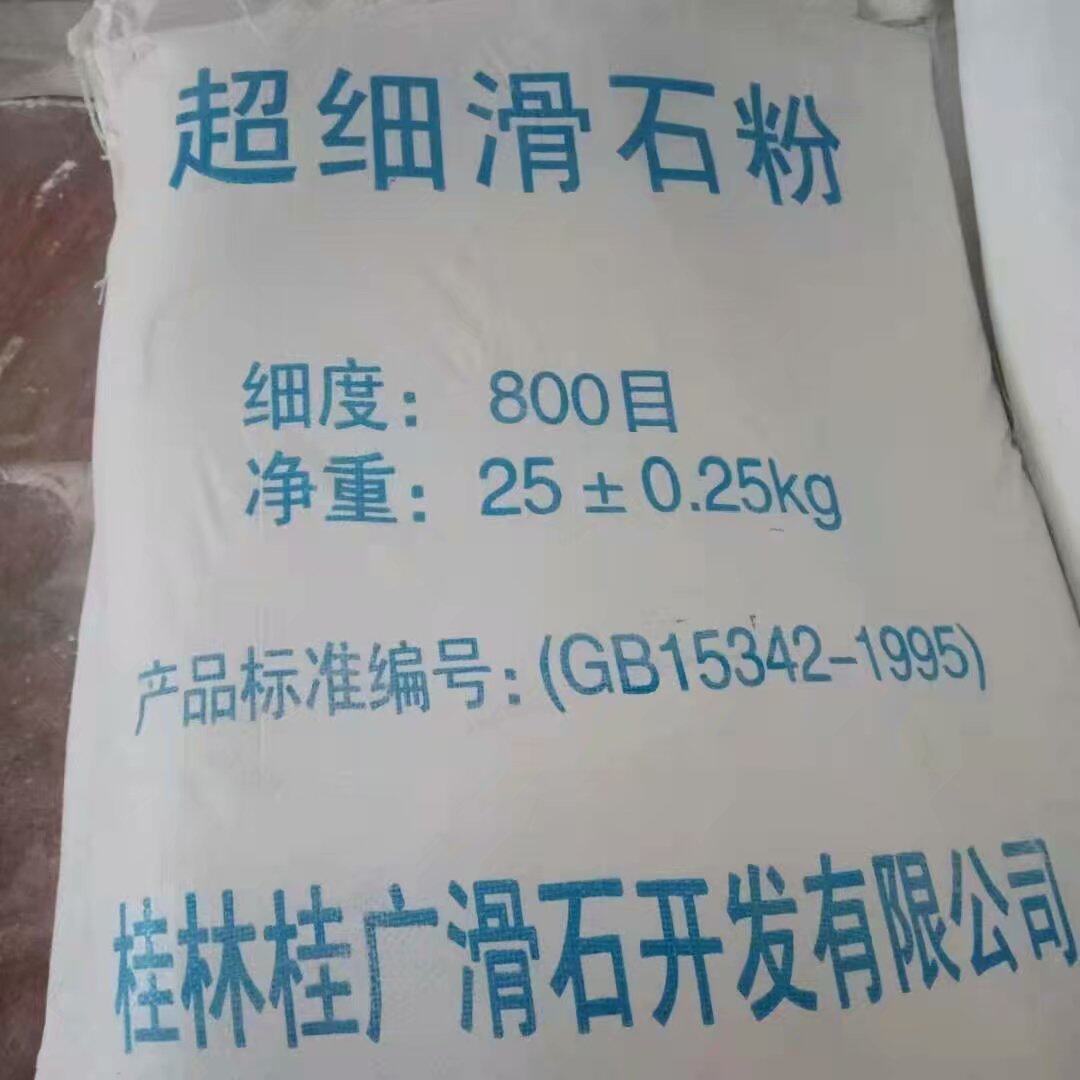 超细滑石粉
细度：800目
净重：25±0.25kg
产品标准编号：(GB15342-1995)
桂林桂广滑石开发有限公司